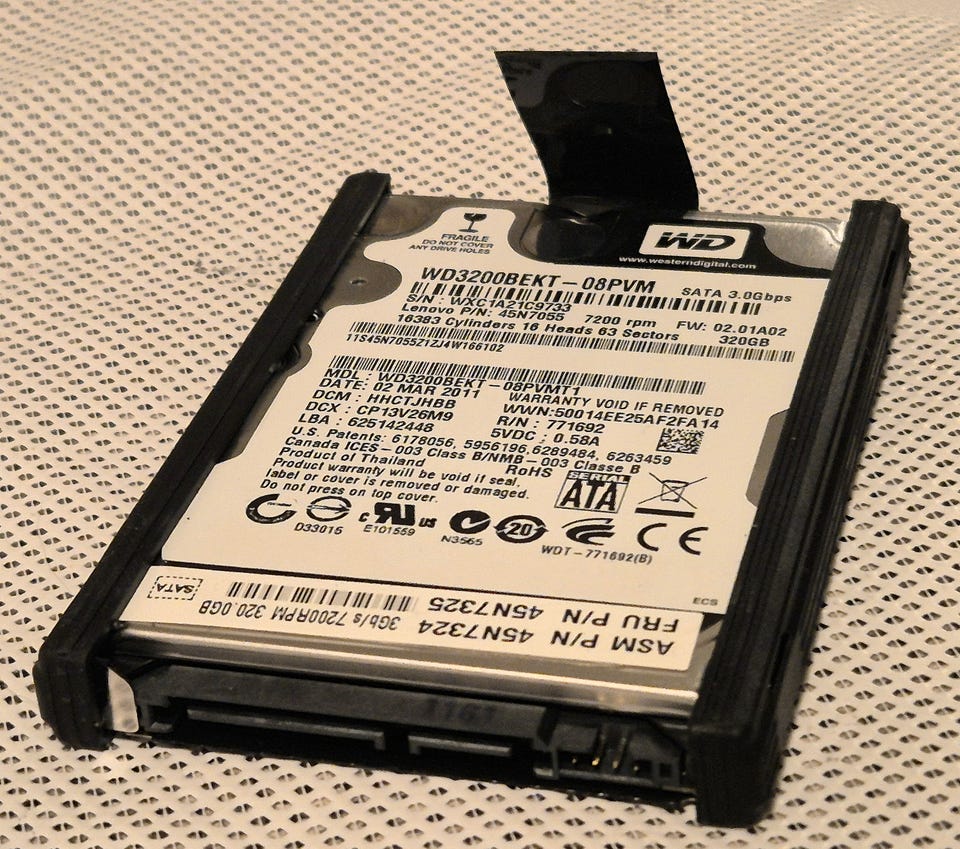 FRAGILE
DO NOT COVER
ANY DRIVE HOLES
WD
www.westerndigital.com
WD3200BEKT-08PVM
SATA 3.0Gbps
S/N: WXC1A21C9733
Lenovo P/N: 45N7055 7200 rpm FW: 02.01A02
16383 Cylinders 16 Heads 63 Sectors 320GB
11S45N7055Z1ZJ4W166102
MDL: WD3200BEKT-08PVMT1
WARRANTY VOID IF REMOVED
DATE: 02 MAR 2011
WWN:50014EE25AF2FA14
DCM: HHCTJHBB
R/N: 771692
DCX: CP13V26M9
5VDC: 0.58A
LBA: 625142448
U.S. Patents: 6178056, 5956196,6289484, 6263459
Canada ICES-003 Class B/NMB-003 Classe B
Product of Thailand
RoHS
Product warranty will be void if seal,
label or cover is removed or damaged.
Do not press on top cover.
SERIAL
ATA
D33015
c RU us
E101559
N3565
20
CE
WDT-771692(B)
ECS
ASM P/N 45N7324
FRU P/N 45N7325
3Gb/s 7200RPM 320.0GB
SATA